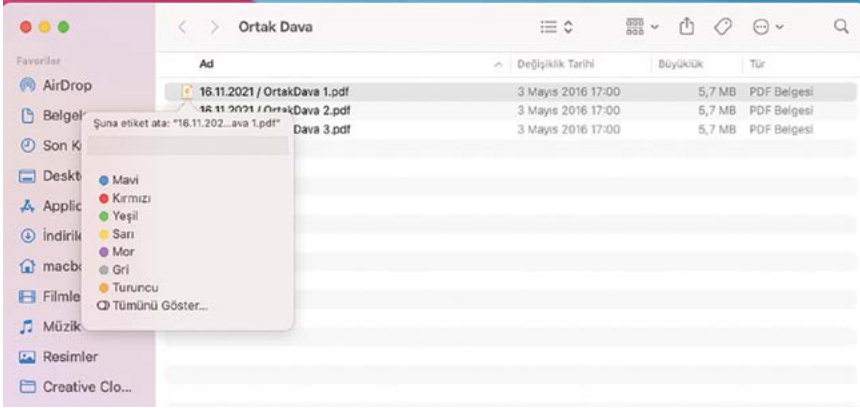 Ortak Dava
Favoriler
Ad Değişiklik Tarihi Büyüklük Tür
AirDrop
16.11.2021 / OrtakDava 1.pdf 3 Mayıs 2016 17:00 5,7 MB PDF Belgesi
16.11.2021 / OrtakDava 2.pdf 3 Mayıs 2016 17:00 5,7 MB PDF Belgesi
Dava 3.pdf 3 Mayıs 2016 17:00 5,7 MB PDF Belgesi
Belgel
Şuna etiket ata: "16.11.202...ava 1.pdf"
Son K
Deskt
Mavi
Kırmızı
Applic
Yeşil
Sarı
İndirile
Mor
macbo
Gri
Turuncu
Filmle
Tümünü Göster...
Müzik
Resimler
Creative Clo...